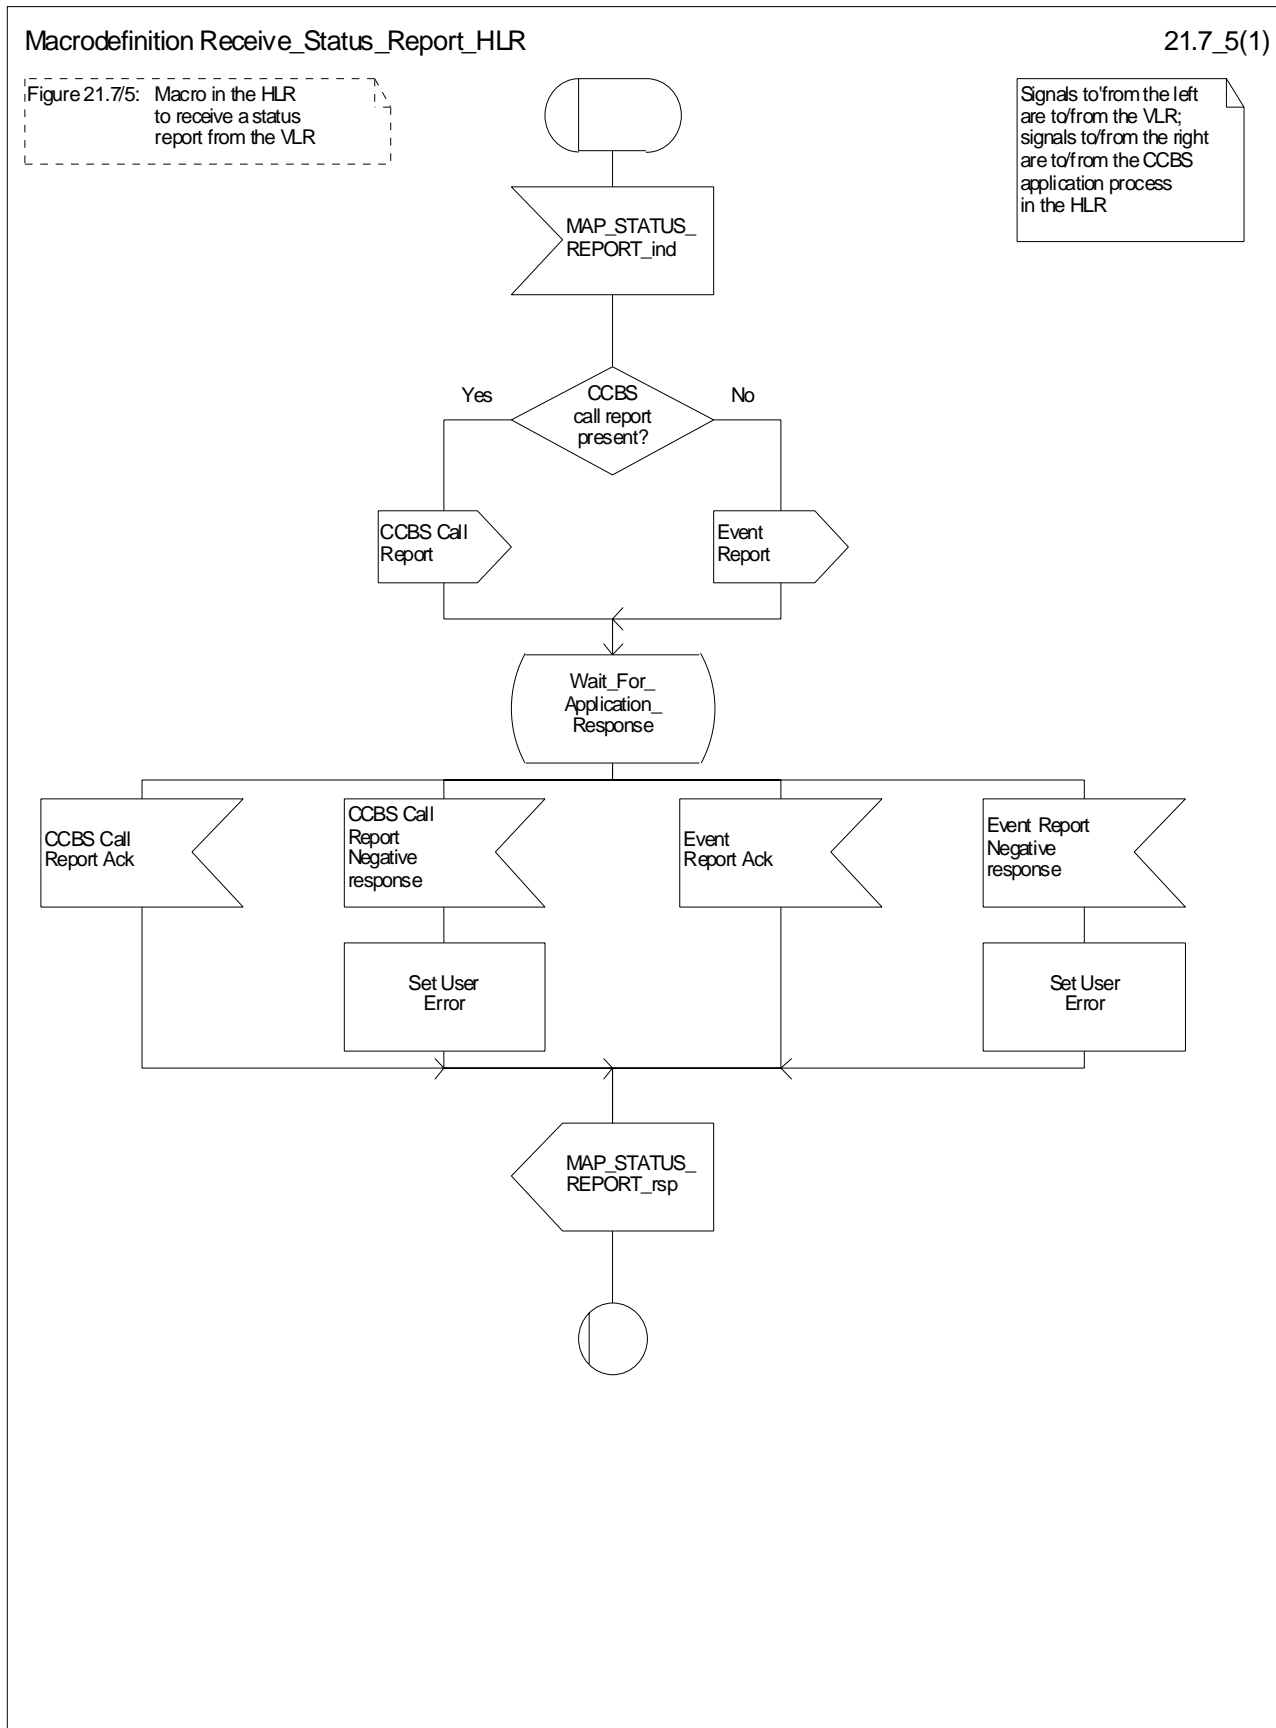 Macrodefinition Receive_Status_Report_HLR
21.7_5(1)
Figure 21.7/5: Macro in the HLR
to receive a status
report from the VLR
Signals to'from the left
are to/from the VLR;
signals to/from the right
are to/from the CCBS
application process
in the HLR
MAP_STATUS_
REPORT_ind
Yes
CCBS
call report
present?
No
CCBS Call
Report
Event
Report
Wait_For_
Application_
Response
CCBS Call
Report Ack
CCBS Call
Report
Negative
response
Event
Report Ack
Event Report
Negative
response
Set User
Error
Set User
Error
MAP_STATUS_
REPORT_rsp